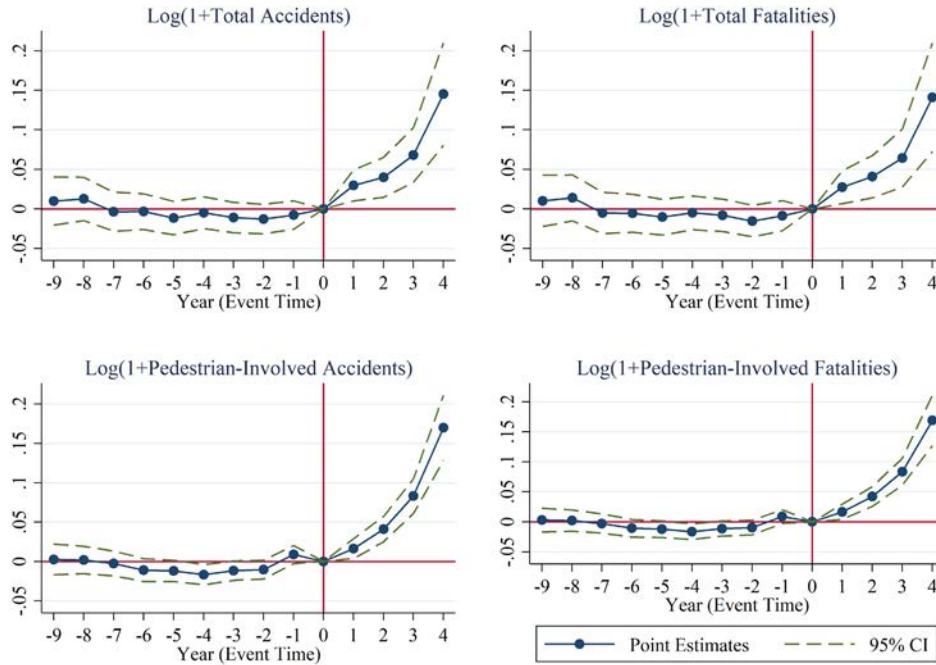 Log(1+Total Accidents)
.2
.15
.1
.05
0
-.05
-9 -8 -7 -6 -5 -4 -3 -2 -1 0 1 2 3 4
Year (Event Time)
Log(1+Total Fatalities)
.2
.15
.1
.05
0
-.05
-9 -8 -7 -6 -5 -4 -3 -2 -1 0 1 2 3 4
Year (Event Time)
Log(1+Pedestrian-Involved Accidents)
.2
.15
.1
.05
0
-.05
-9 -8 -7 -6 -5 -4 -3 -2 -1 0 1 2 3 4
Year (Event Time)
Log(1+Pedestrian-Involved Fatalities)
.2
.15
.1
.05
0
-.05
-9 -8 -7 -6 -5 -4 -3 -2 -1 0 1 2 3 4
Year (Event Time)
Point Estimates 95% CI